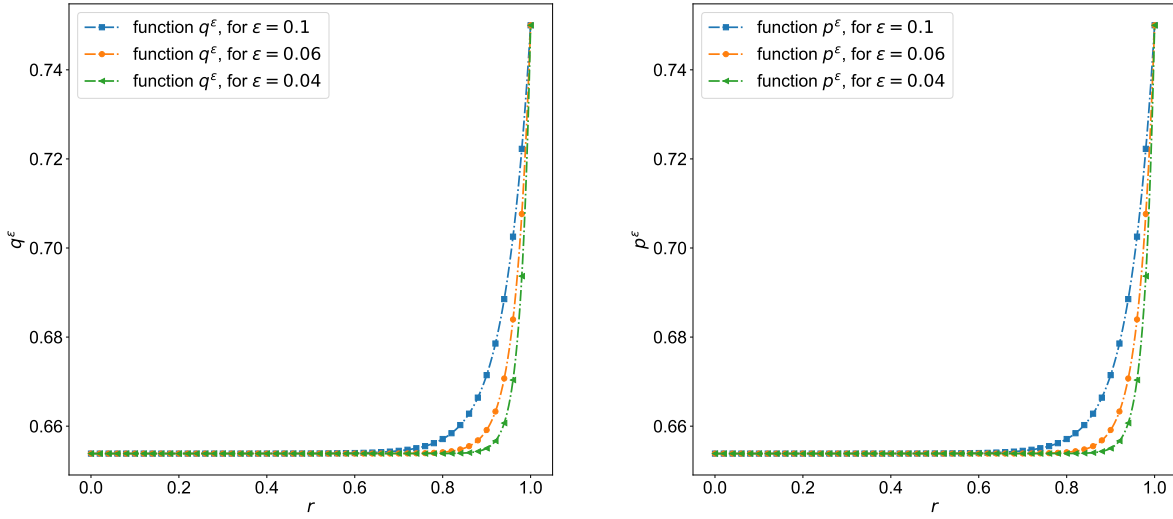 function q^ε, for ε = 0.1
function q^ε, for ε = 0.06
function q^ε, for ε = 0.04
0.74
0.72
0.70
0.68
0.66
q^ε
0.0 0.2 0.4 0.6 0.8 1.0
r
function p^ε, for ε = 0.1
function p^ε, for ε = 0.06
function p^ε, for ε = 0.04
0.74
0.72
0.70
0.68
0.66
p^ε
0.0 0.2 0.4 0.6 0.8 1.0
r